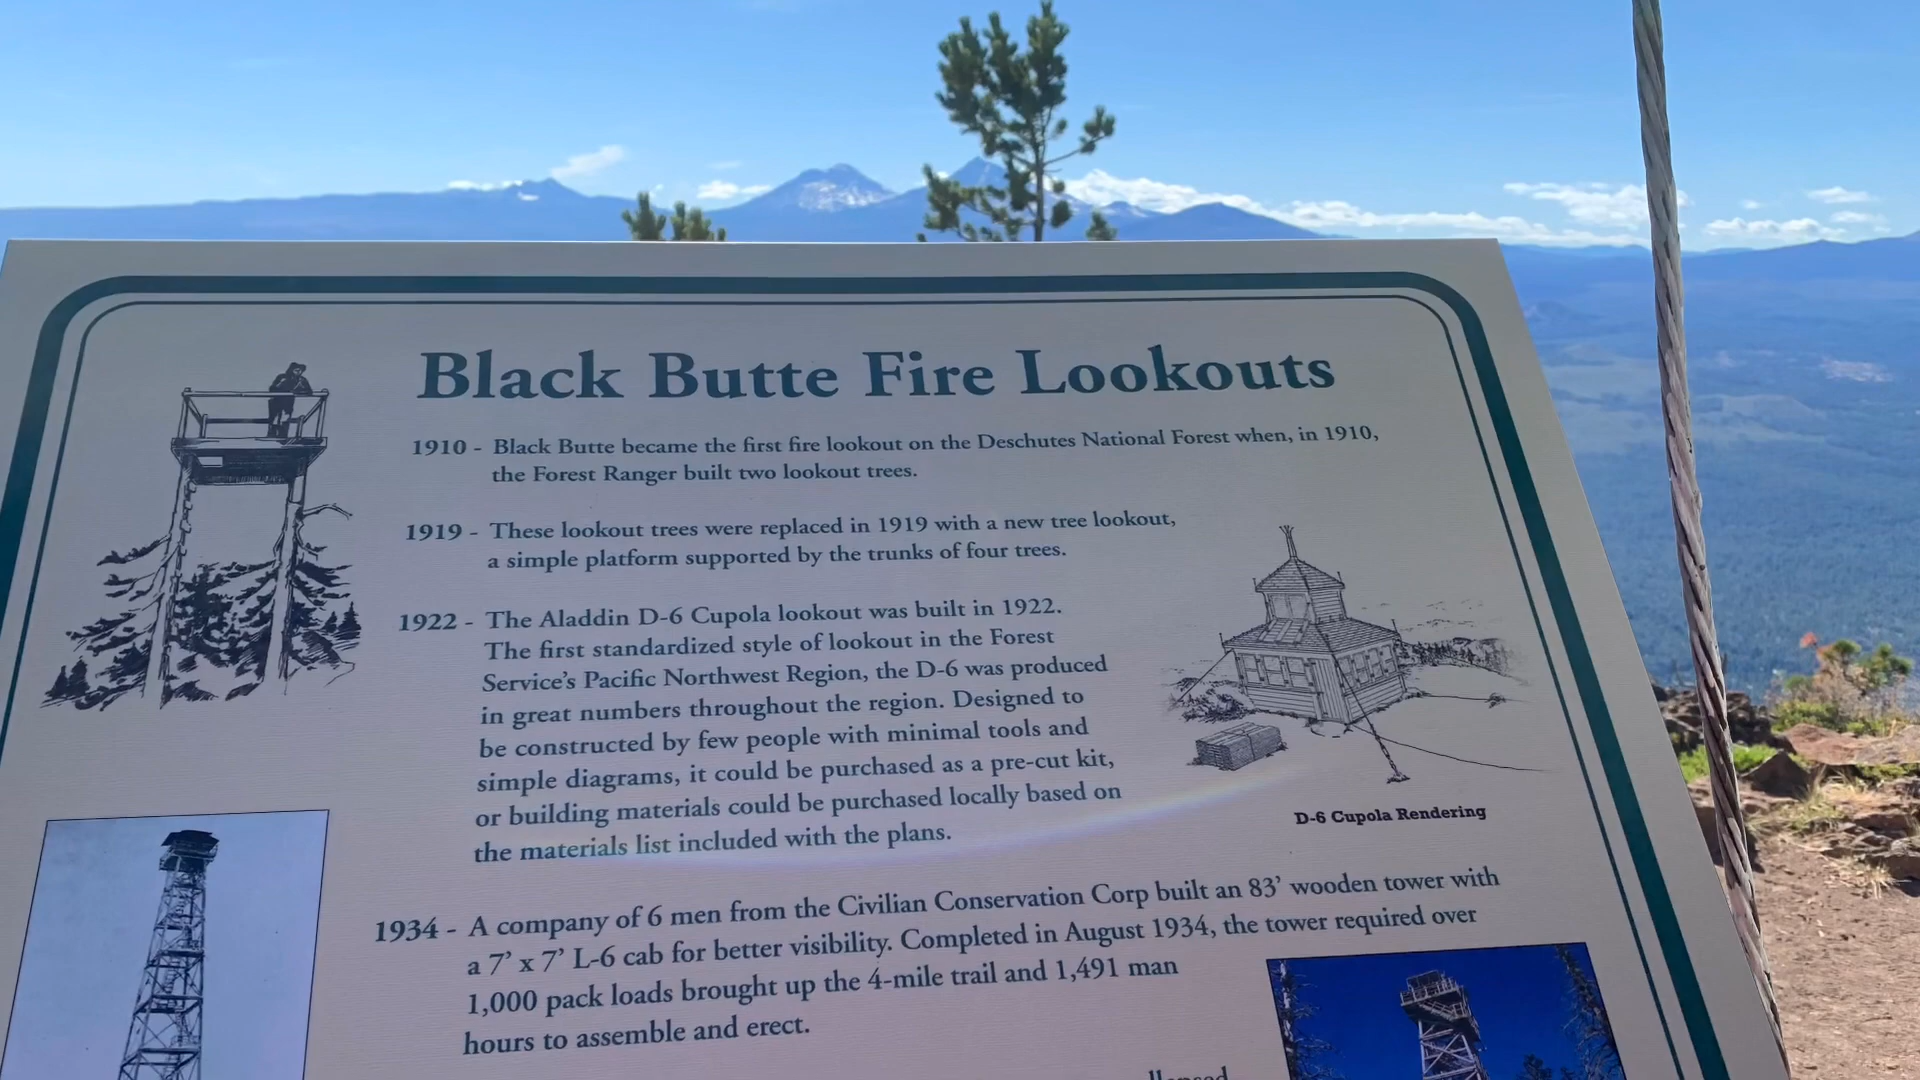 Black Butte Fire Lookouts
1910 - Black Butte became the first fire lookout on the Deschutes National Forest when, in 1910,
the Forest Ranger built two lookout trees.
1919 - These lookout trees were replaced in 1919 with a new tree lookout,
a simple platform supported by the trunks of four trees.
1922 - The Aladdin D-6 Cupola lookout was built in 1922.
The first standardized style of lookout in the Forest
Service's Pacific Northwest Region, the D-6 was produced
in great numbers throughout the region. Designed to
be constructed by few people with minimal tools and
simple diagrams, it could be purchased as a pre-cut kit,
or building materials could be purchased locally based on
the materials list included with the plans.
D-6 Cupola Rendering
1934 - A company of 6 men from the Civilian Conservation Corp built an 83' wooden tower with
a 7' x 7' L-6 cab for better visibility. Completed in August 1934, the tower required over
1,000 pack loads brought up the 4-mile trail and 1,491 man
hours to assemble and erect.